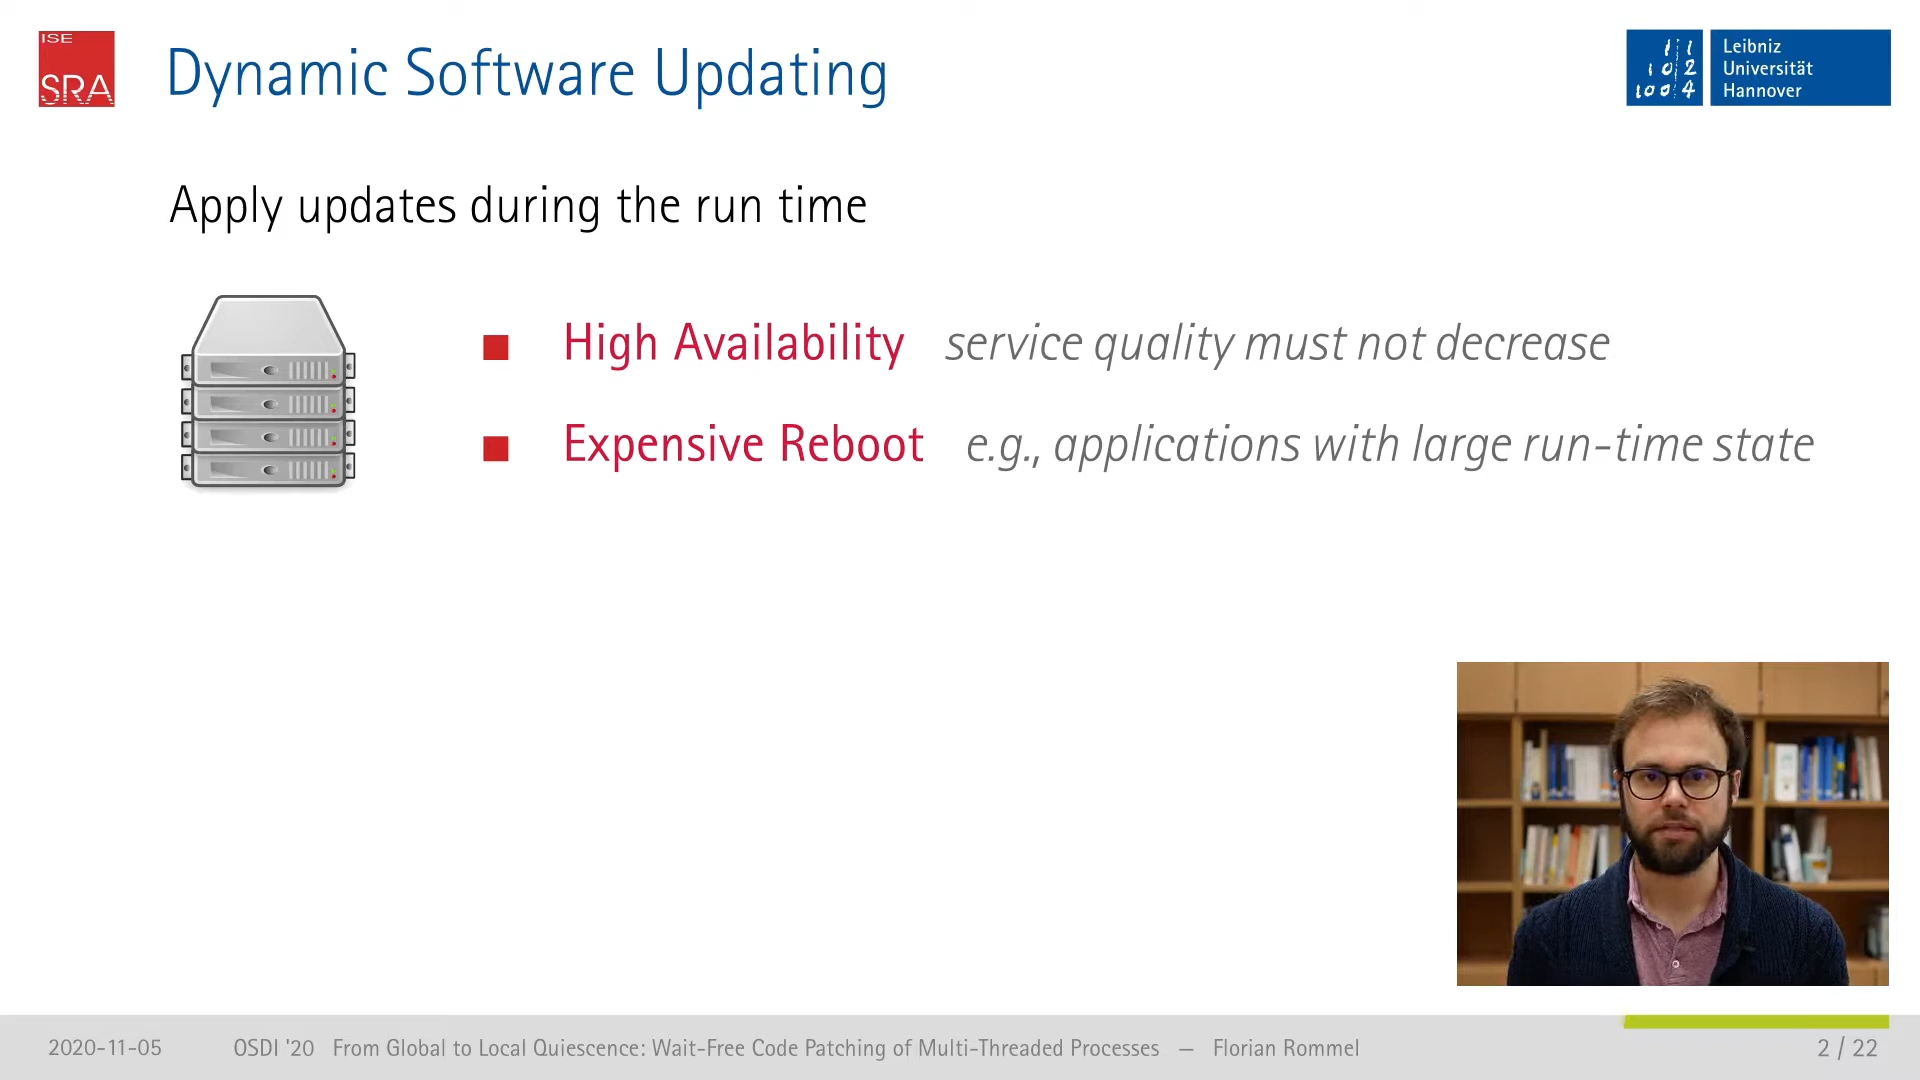 ISE
SRA
Dynamic Software Updating
Leibniz
Universität
Hannover
Apply updates during the run time
High Availability service quality must not decrease
Expensive Reboot e.g., applications with large run-time state
2020-11-05 OSDI '20 From Global to Local Quiescence: Wait-Free Code Patching of Multi-Threaded Processes — Florian Rommel 2 / 22